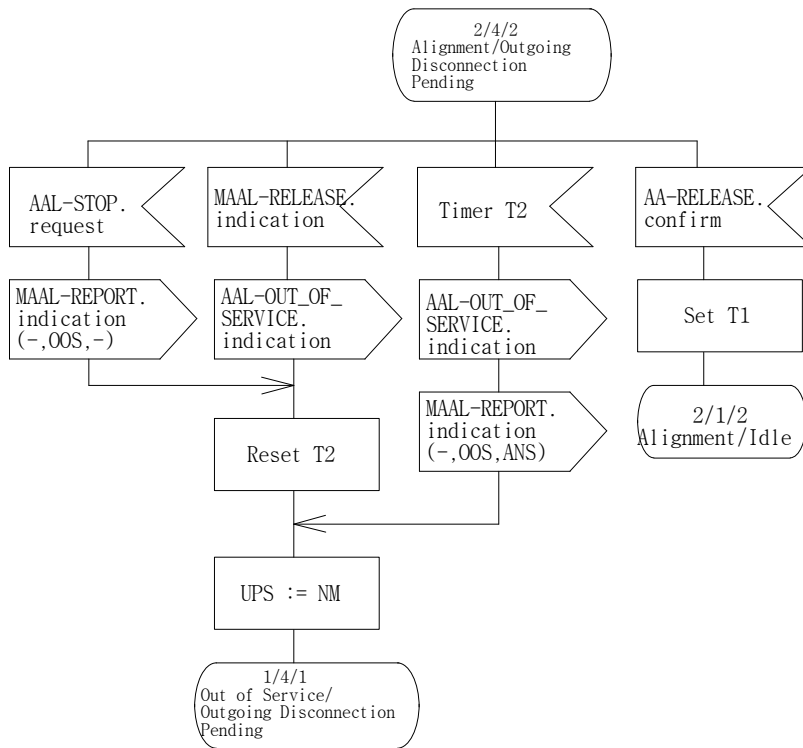 2/4/2
Alignment/Outgoing
Disconnection
Pending
AAL-STOP.
request
MAAL-RELEASE.
indication
Timer T2
AA-RELEASE.
confirm
MAAL-REPORT.
indication
(-,OOS,-)
AAL-OUT_OF_
SERVICE.
indication
AAL-OUT_OF_
SERVICE.
indication
Set T1
MAAL-REPORT.
indication
(-,OOS,ANS)
2/1/2
Alignment/Idle
Reset T2
UPS := NM
1/4/1
Out of Service/
Outgoing Disconnection
Pending